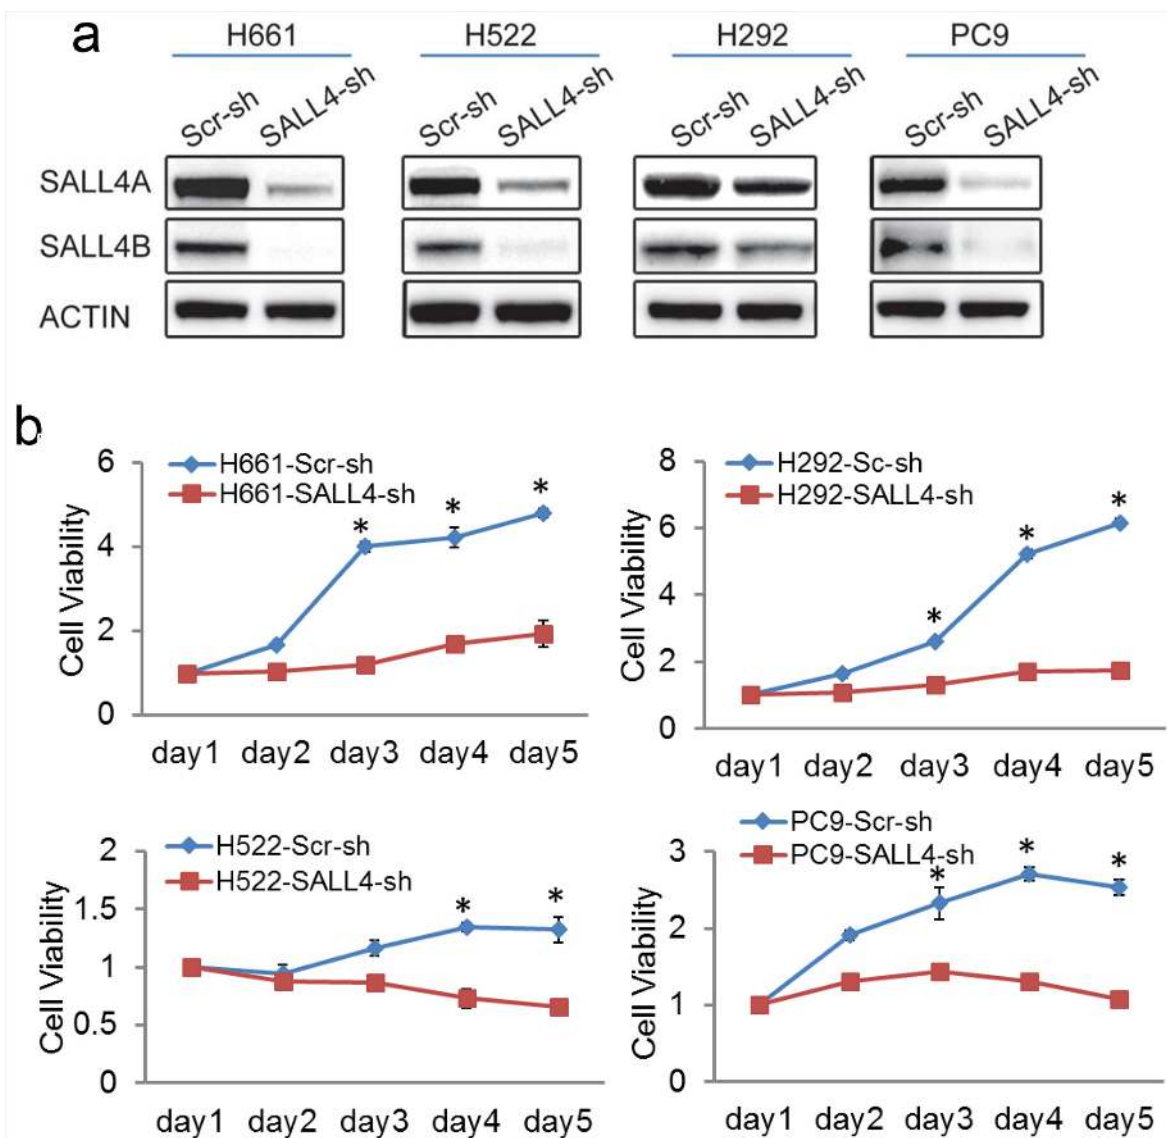 a
H661 H522 H292 PC9
Scr-sh SALL4-sh Scr-sh SALL4-sh Scr-sh SALL4-sh Scr-sh SALL4-sh
SALL4A
SALL4B
ACTIN
b
H661-Scr-sh
H661-SALL4-sh
Cell Viability
6
4
2
0
* * *
day1 day2 day3 day4 day5
H292-Sc-sh
H292-SALL4-sh
Cell Viability
8
6
4
2
0
* * *
day1 day2 day3 day4 day5
H522-Scr-sh
H522-SALL4-sh
Cell Viability
2
1.5
1
0.5
0
* *
day1 day2 day3 day4 day5
PC9-Scr-sh
PC9-SALL4-sh
Cell Viability
3
2
1
0
* * *
day1 day2 day3 day4 day5